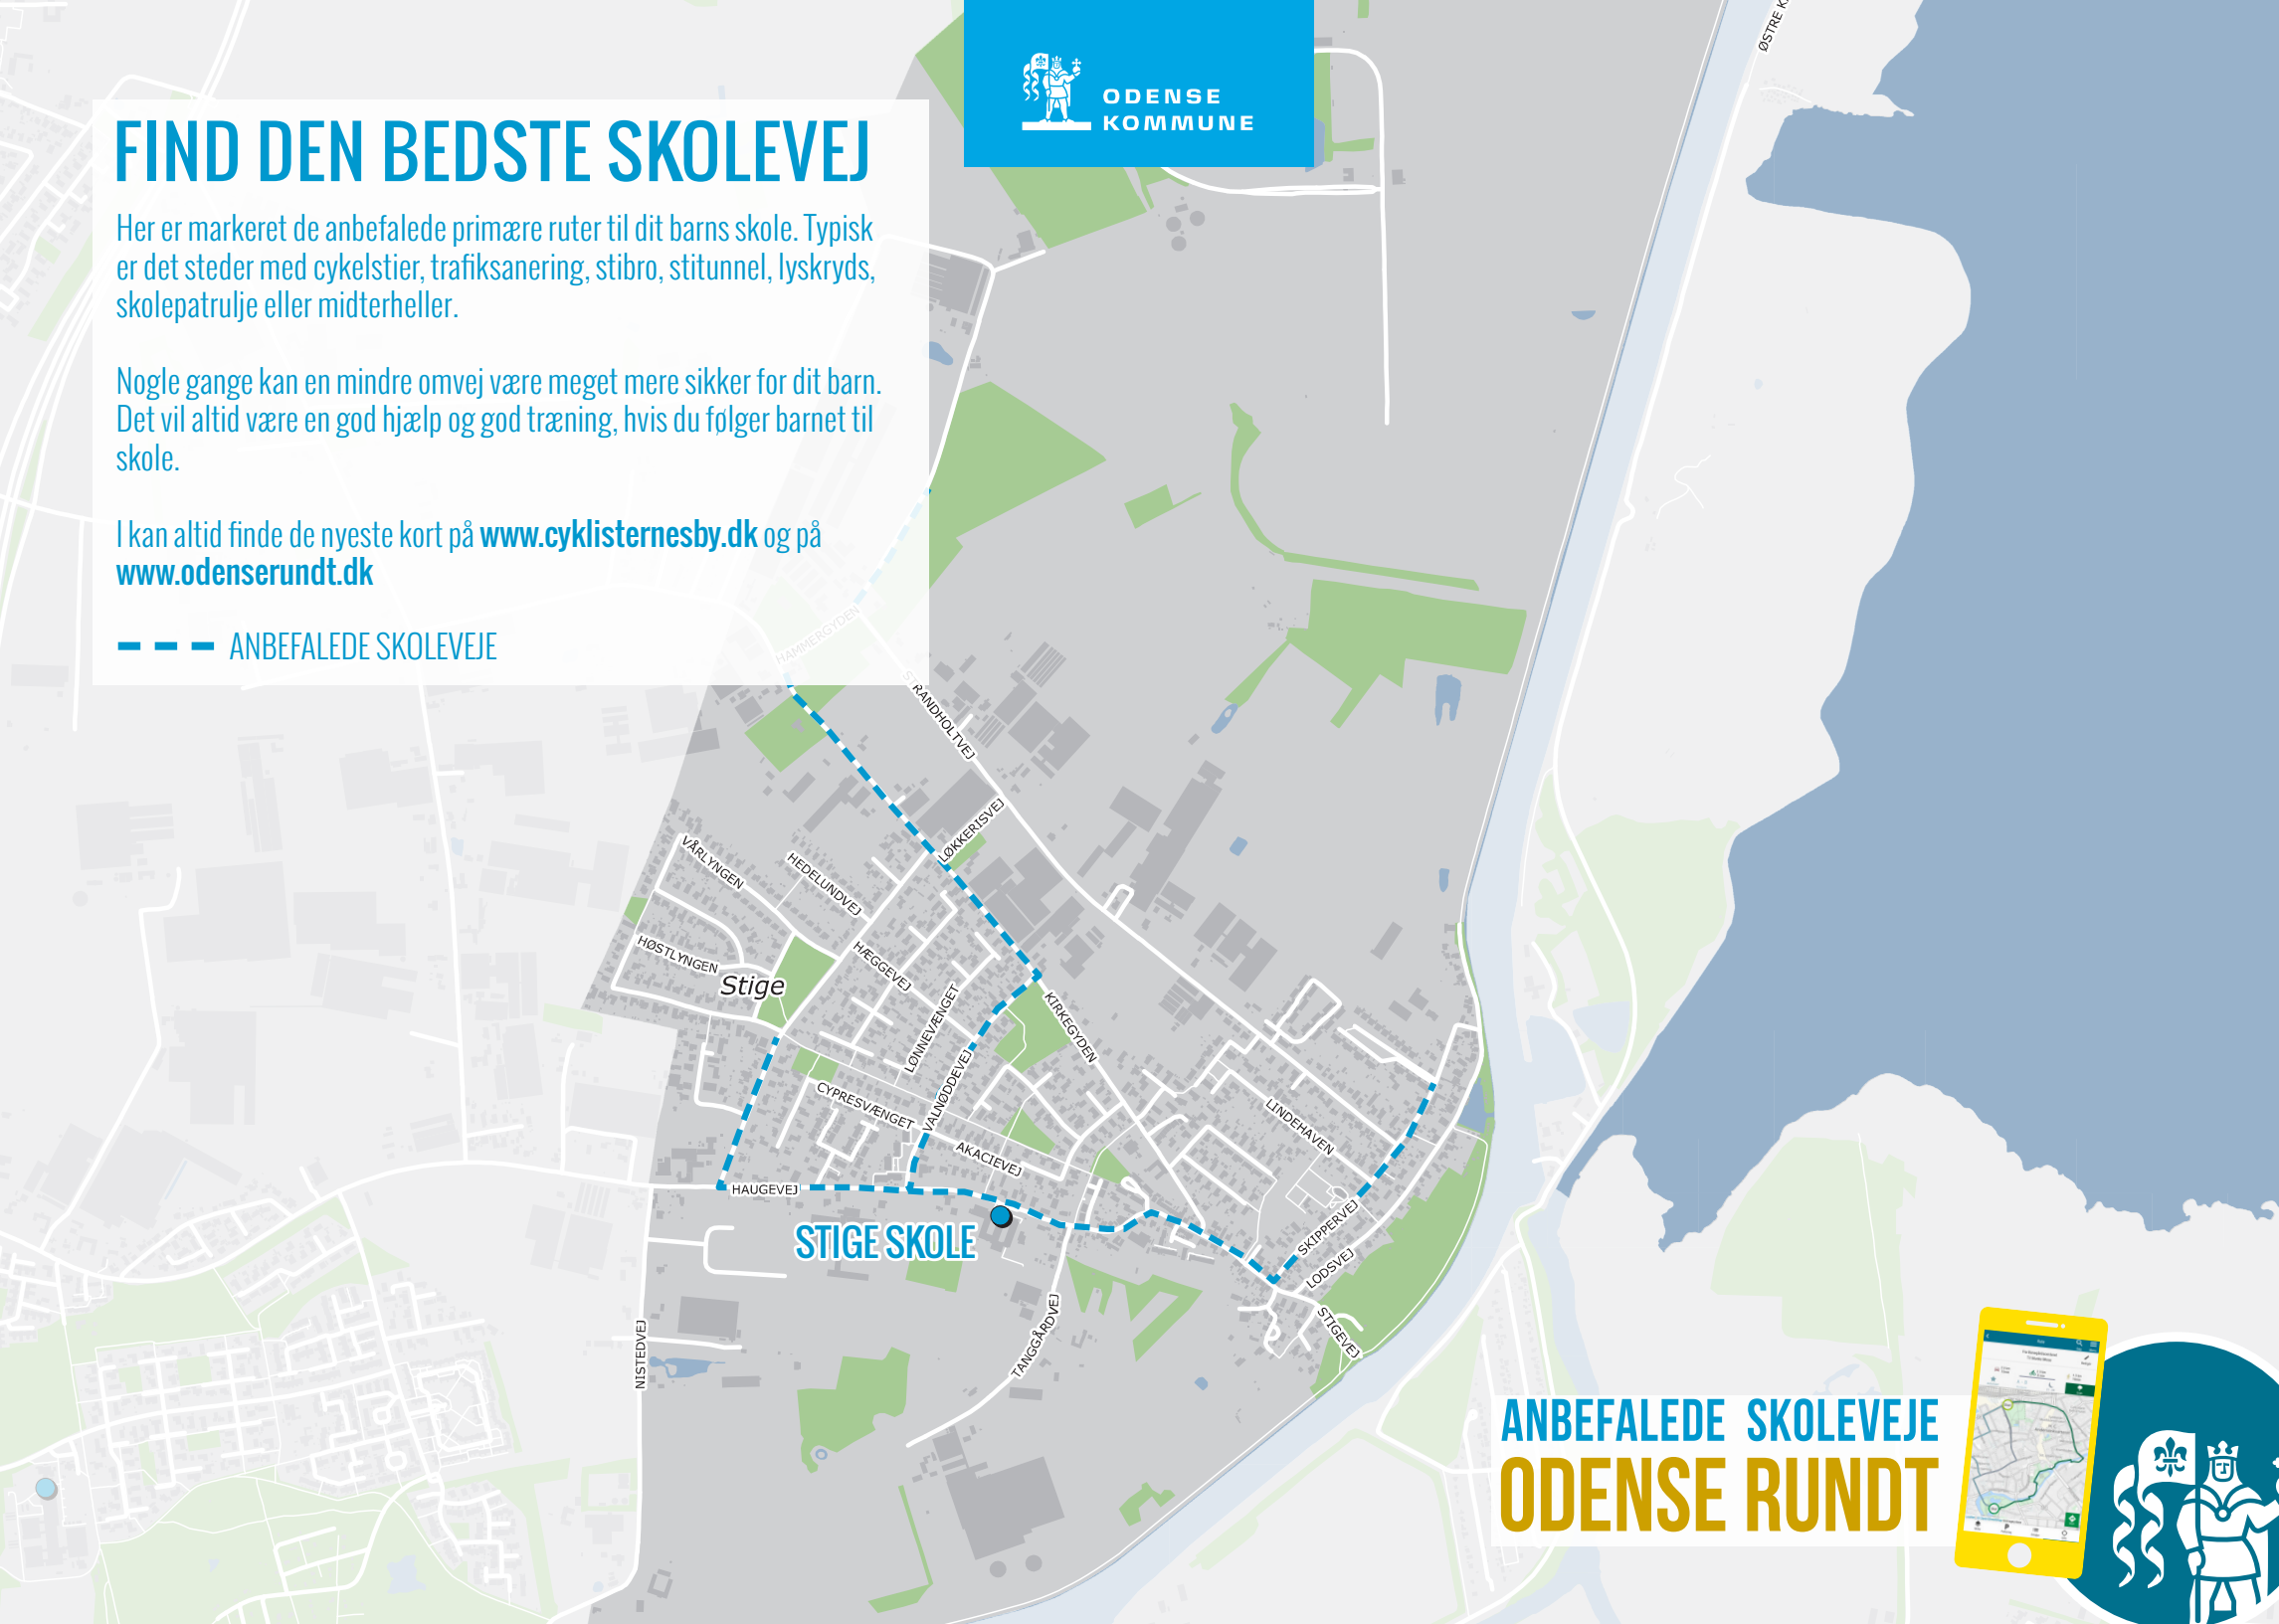 ODENSE
KOMMUNE
FIND DEN BEDSTE SKOLEVEJ
Her er markeret de anbefalede primære ruter til dit barns skole. Typisk
er det steder med cykelstier, trafiksanering, stibro, stitunnel, lyskryds,
skolepatrulje eller midterheller.
Nogle gange kan en mindre omvej være meget mere sikker for dit barn.
Det vil altid være en god hjælp og god træning, hvis du følger barnet til
skole.
I kan altid finde de nyeste kort på www.cyklisternesby.dk og på
www.odenserundt.dk
ANBEFALEDE SKOLEVEJE
ØSTRE K
HAMMERGYDEN
STRANDHOLTVEJ
LØKKERISVEJ
VÅRLYNGEN
HEDELUNDVEJ
HØSTLYNGEN
HÆGGEVEJ
Stige
LØNNEVÆNGET
KIRKEGYDEN
VALNØDDEVEJ
CYPRESVÆNGET
AKACIEVEJ
LINDEHAVEN
HAUGEVEJ
STIGE SKOLE
SKIPPERVEJ
LODSVEJ
STIGEVEJ
TANGGÅRDVEJ
NISTEDVEJ
ANBEFALEDE SKOLEVEJE
ODENSE RUNDT